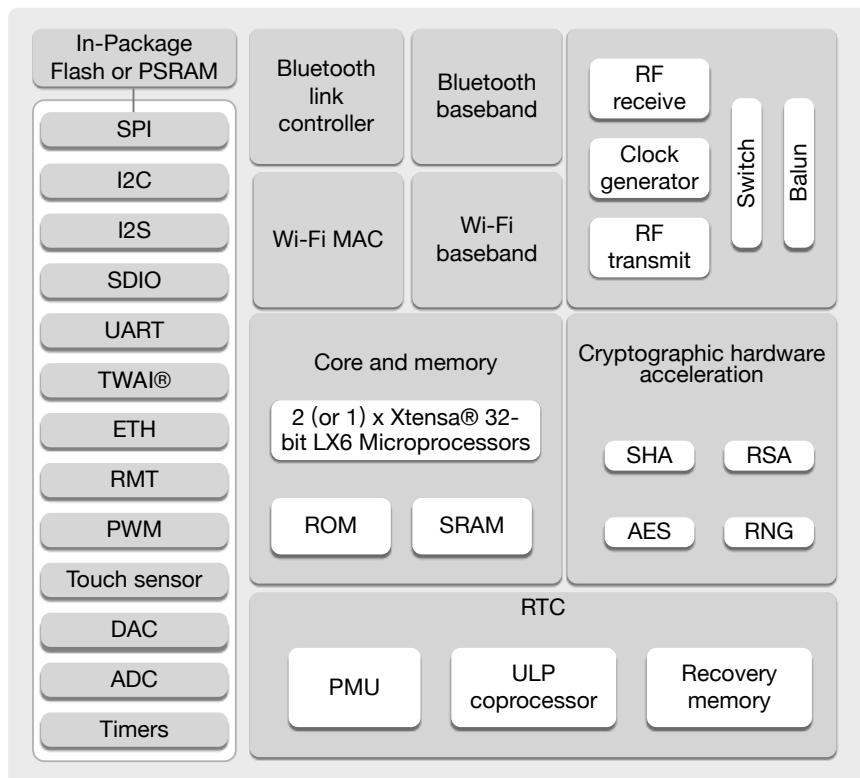 In-Package
Flash or PSRAM
SPI
I2C
I2S
SDIO
UART
TWAI®
ETH
RMT
PWM
Touch sensor
DAC
ADC
Timers
Bluetooth
link
controller
Bluetooth
baseband
Wi-Fi MAC
Wi-Fi
baseband
RF
receive
Clock
generator
RF
transmit
Switch
Balun
Core and memory
2 (or 1) x Xtensa® 32-
bit LX6 Microprocessors
ROM
SRAM
Cryptographic hardware
acceleration
SHA
RSA
AES
RNG
RTC
PMU
ULP
coprocessor
Recovery
memory